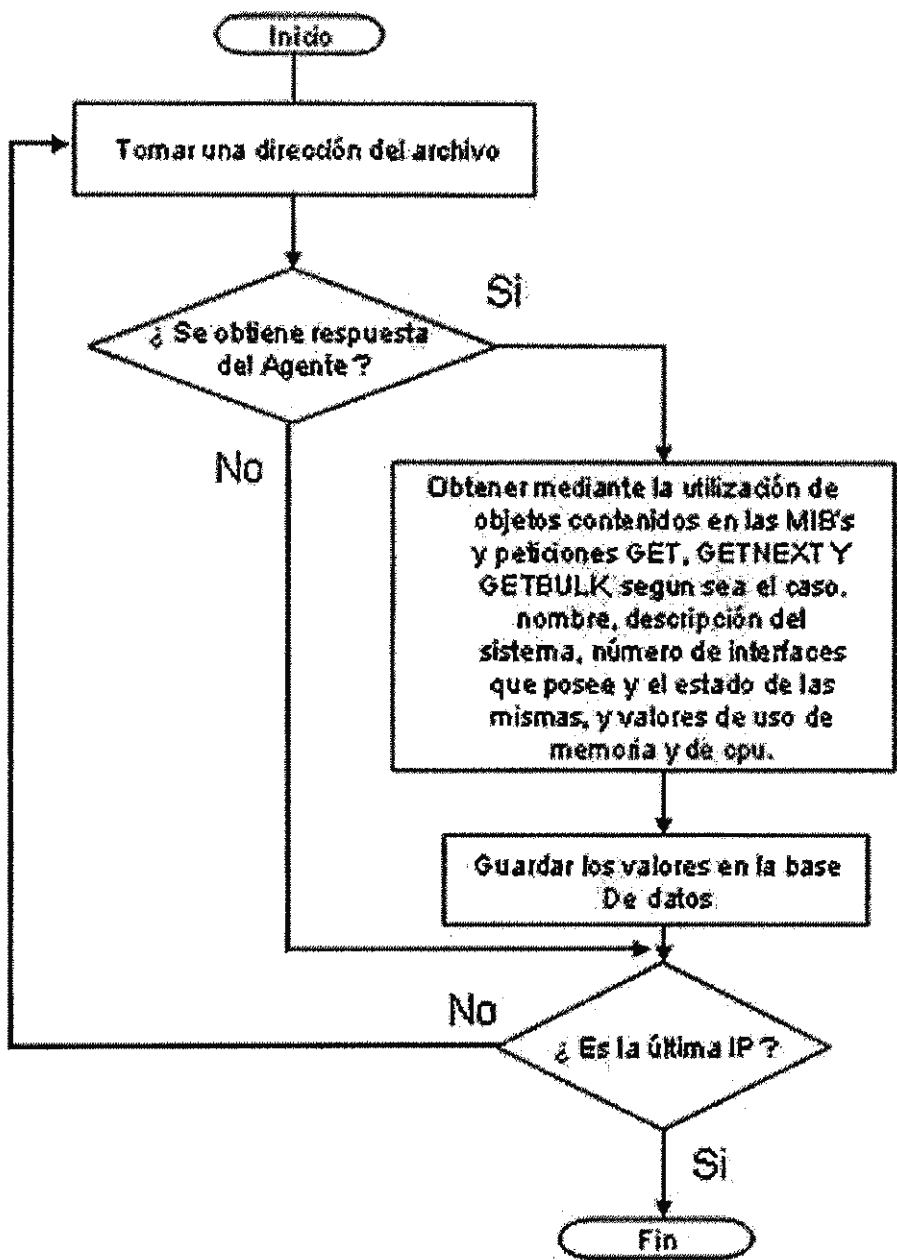 Inicio
Tomar una dirección del archivo
Si
¿ Se obtiene respuesta
del Agente ?
No
Obtener mediante la utilización de
objetos contenidos en las MIB's
y peticiones GET, GETNEXT Y
GETBULK según sea el caso.
nombre, descripción del
sistema, número de interfaces
que posee y el estado de las
mismas, y valores de uso de
memoria y de cpu.
Guardar los valores en la base
De datos
No
¿ Es la última IP ?
Si
Fin